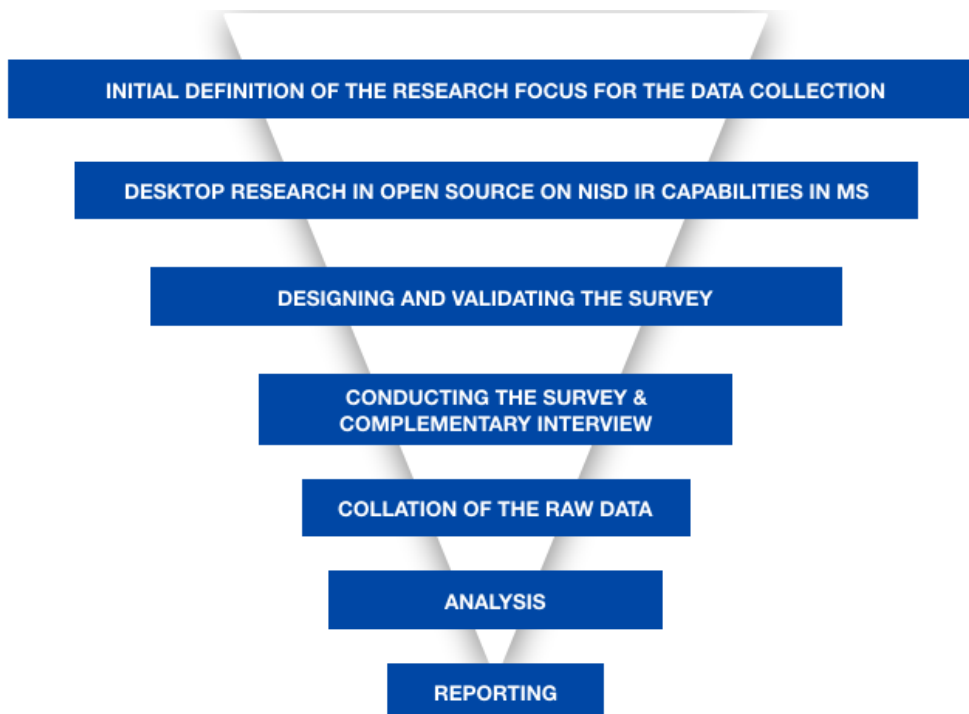 INITIAL DEFINITION OF THE RESEARCH FOCUS FOR THE DATA COLLECTION
DESKTOP RESEARCH IN OPEN SOURCE ON NISD IR CAPABILITIES IN MS
DESIGNING AND VALIDATING THE SURVEY
CONDUCTING THE SURVEY &
COMPLEMENTARY INTERVIEW
COLLATION OF THE RAW DATA
ANALYSIS
REPORTING